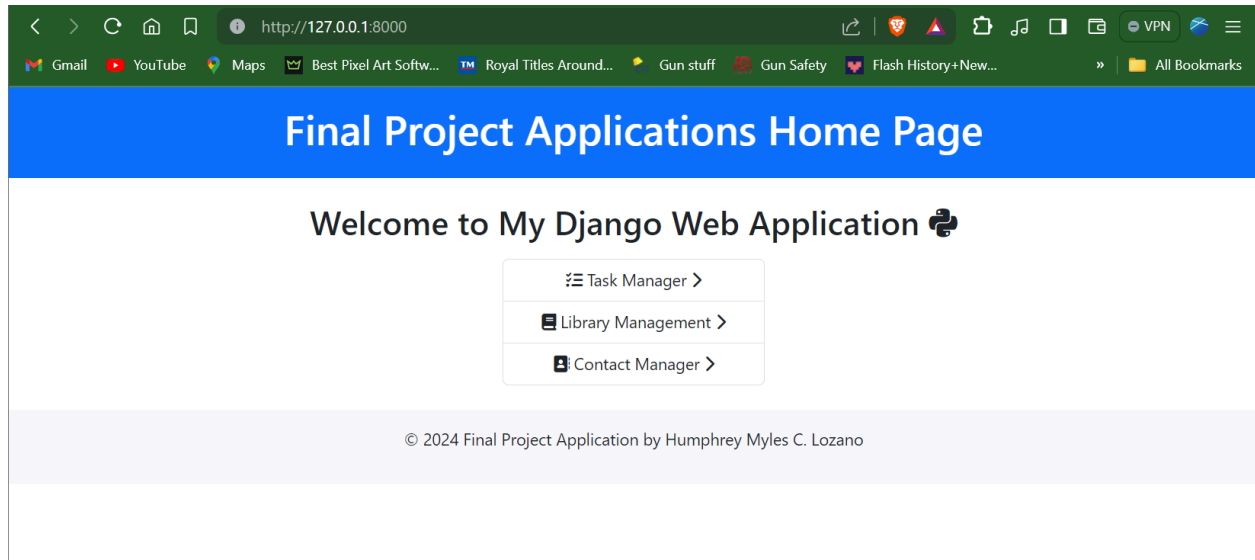 http://127.0.0.1:8000
VPN
Gmail YouTube Maps Best Pixel Art Softw... TM Royal Titles Around... Gun stuff Gun Safety Flash History+New... » All Bookmarks
Final Project Applications Home Page
Welcome to My Django Web Application
Task Manager
Library Management
Contact Manager
© 2024 Final Project Application by Humphrey Myles C. Lozano